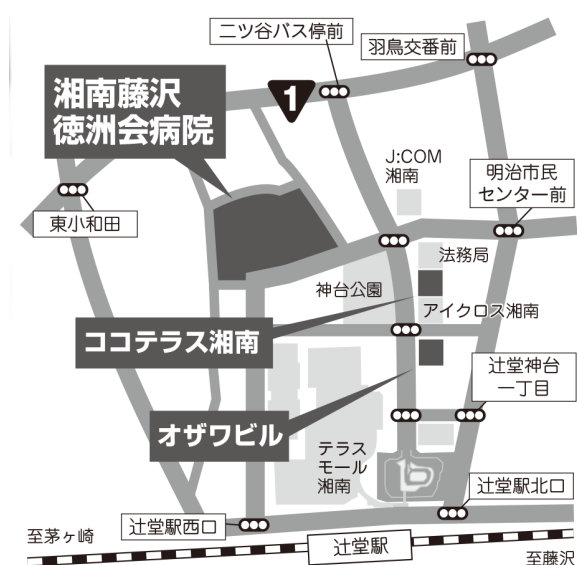 二ツ谷バス停前
羽鳥交番前
湘南藤沢
徳洲会病院
1
J:COM
湘南
明治市民
センター前
東小和田
法務局
神台公園
アイクロス湘南
ココテラス湘南
辻堂神台
一丁目
オザワビル
テラス
モール
湘南
辻堂駅北口
辻堂駅西口
至茅ヶ崎
辻堂駅
至藤沢